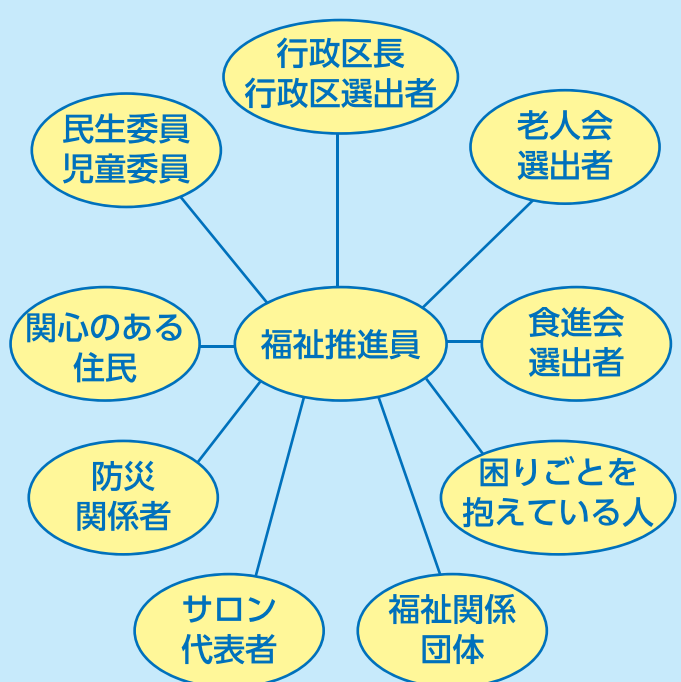 行政区長
行政区選出者
民生委員
児童委員
老人会
選出者
関心のある
住民
福祉推進員
食進会
選出者
防災
関係者
困りごとを
抱えている人
サロン
代表者
福祉関係
団体